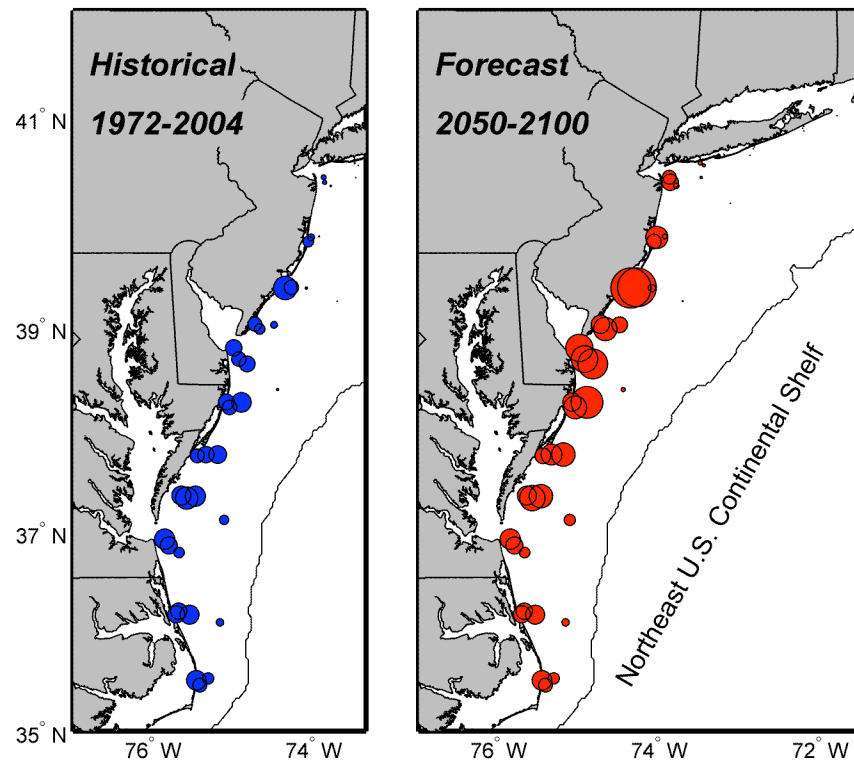 Historical
1972-2004
Forecast
2050-2100
41° N
39° N
37° N
35° N
76° W
74° W
76° W
74° W
72° W
Northeast U.S. Continental Shelf